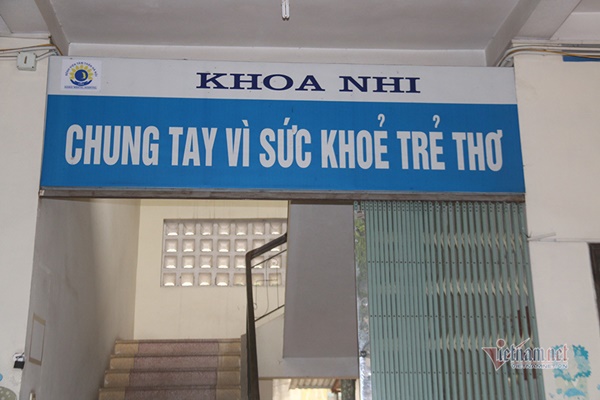 KHOA NHI
CHUNG TAY VÌ SỨC KHOẺ TRẺ THƠ
vietnamnet